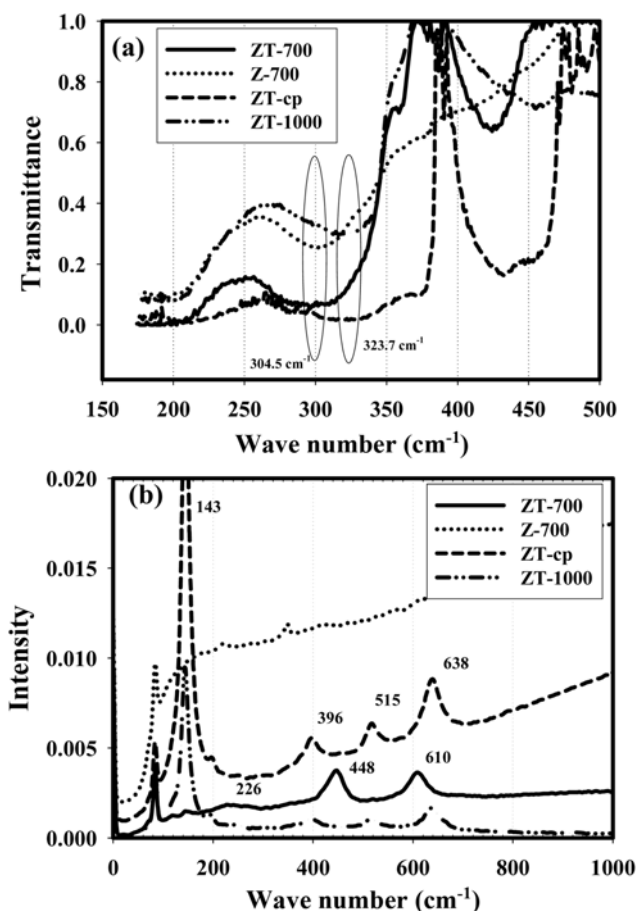 (a)
ZT-700
Z-700
ZT-cp
ZT-1000
Transmittance
1.0
0.8
0.6
0.4
0.2
0.0
304.5 cm-1
323.7 cm-1
150 200 250 300 350 400 450 500
Wave number (cm-1)
(b)
143
ZT-700
Z-700
ZT-cp
ZT-1000
Intensity
0.020
0.015
0.010
0.005
0.000
396
515
638
226
448
610
0 200 400 600 800 1000
Wave number (cm-1)